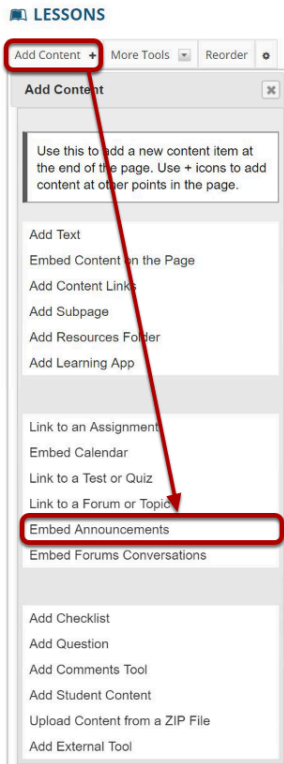 LESSONS
Add Content + More Tools Reorder
Add Content
Use this to add a new content item at
the end of the page. Use + icons to add
content at other points in the page.
Add Text
Embed Content on the Page
Add Content Links
Add Subpage
Add Resources Folder
Add Learning App
Link to an Assignment
Embed Calendar
Link to a Test or Quiz
Link to a Forum or Topic
Embed Announcements
Embed Forums Conversations
Add Checklist
Add Question
Add Comments Tool
Add Student Content
Upload Content from a ZIP File
Add External Tool